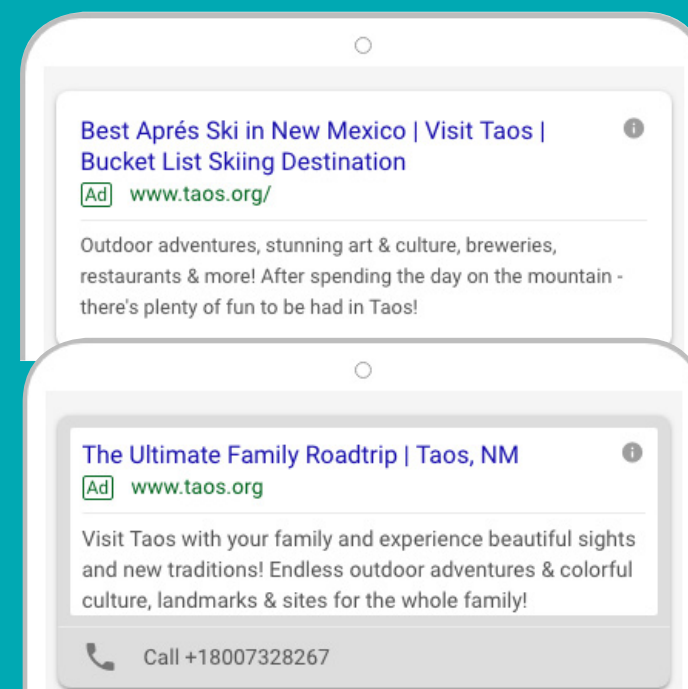 Best Aprés Ski in New Mexico | Visit Taos |
Bucket List Skiing Destination
Ad www.taos.org/
Outdoor adventures, stunning art & culture, breweries,
restaurants & more! After spending the day on the mountain -
there's plenty of fun to be had in Taos!
The Ultimate Family Roadtrip | Taos, NM
Ad www.taos.org
Visit Taos with your family and experience beautiful sights
and new traditions! Endless outdoor adventures & colorful
culture, landmarks & sites for the whole family!
Call +18007328267